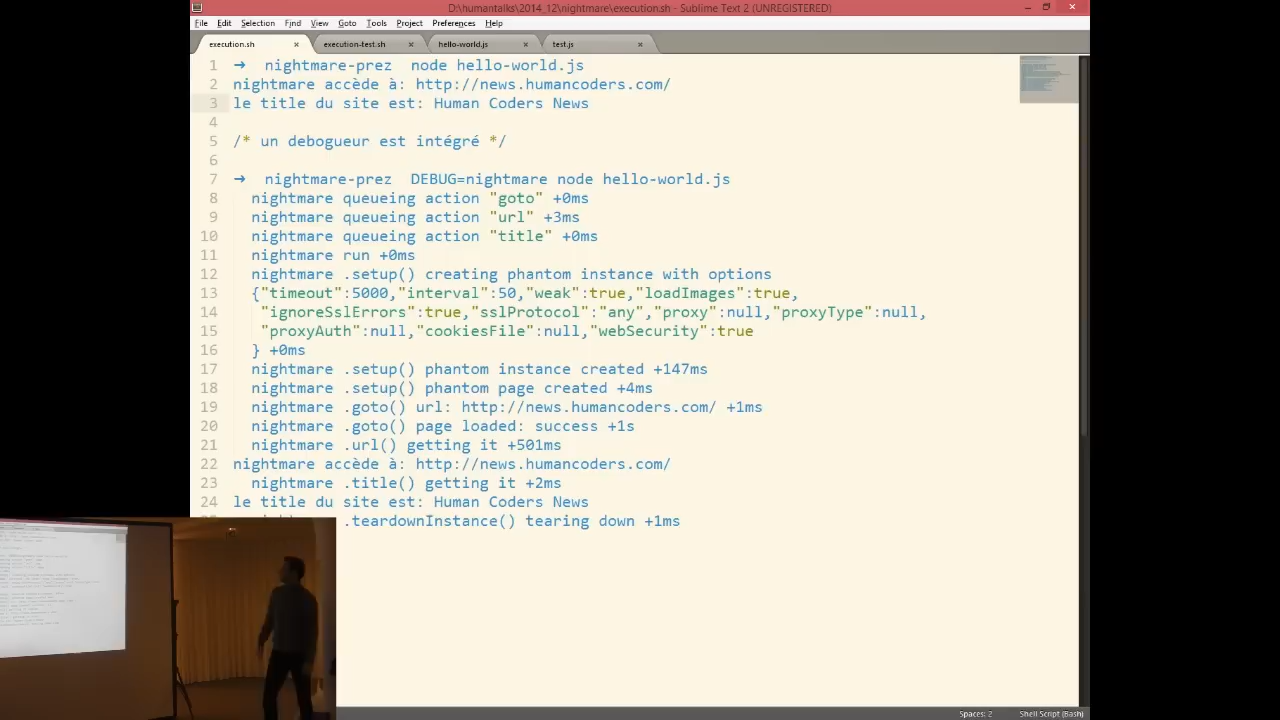 D:\humantalks\2014_12\nightmare\execution.sh - Sublime Text 2 (UNREGISTERED)
File Edit Selection Find View Goto Tools Project Preferences Help
execution.sh × execution-test.sh × hello-world.js × test.js ×
1 → nightmare-prez node hello-world.js
2 nightmare accède à: http://news.humancoders.com/
3 le title du site est: Human Coders News
4
5 /* un debogueur est intégré */
6
7 → nightmare-prez DEBUG=nightmare node hello-world.js
8 nightmare queueing action "goto" +0ms
9 nightmare queueing action "url" +3ms
10 nightmare queueing action "title" +0ms
11 nightmare run +0ms
12 nightmare .setup() creating phantom instance with options
13 {"timeout":5000,"interval":50,"weak":true,"loadImages":true,
14 "ignoreSslErrors":true,"sslProtocol":"any","proxy":null,"proxyType":null,
15 "proxyAuth":null,"cookiesFile":null,"webSecurity":true
16 } +0ms
17 nightmare .setup() phantom instance created +147ms
18 nightmare .setup() phantom page created +4ms
19 nightmare .goto() url: http://news.humancoders.com/ +1ms
20 nightmare .goto() page loaded: success +1s
21 nightmare .url() getting it +501ms
22 nightmare accède à: http://news.humancoders.com/
23 nightmare .title() getting it +2ms
24 le title du site est: Human Coders News
.teardownInstance() tearing down +1ms
Spaces: 2 Shell Script (Bash)